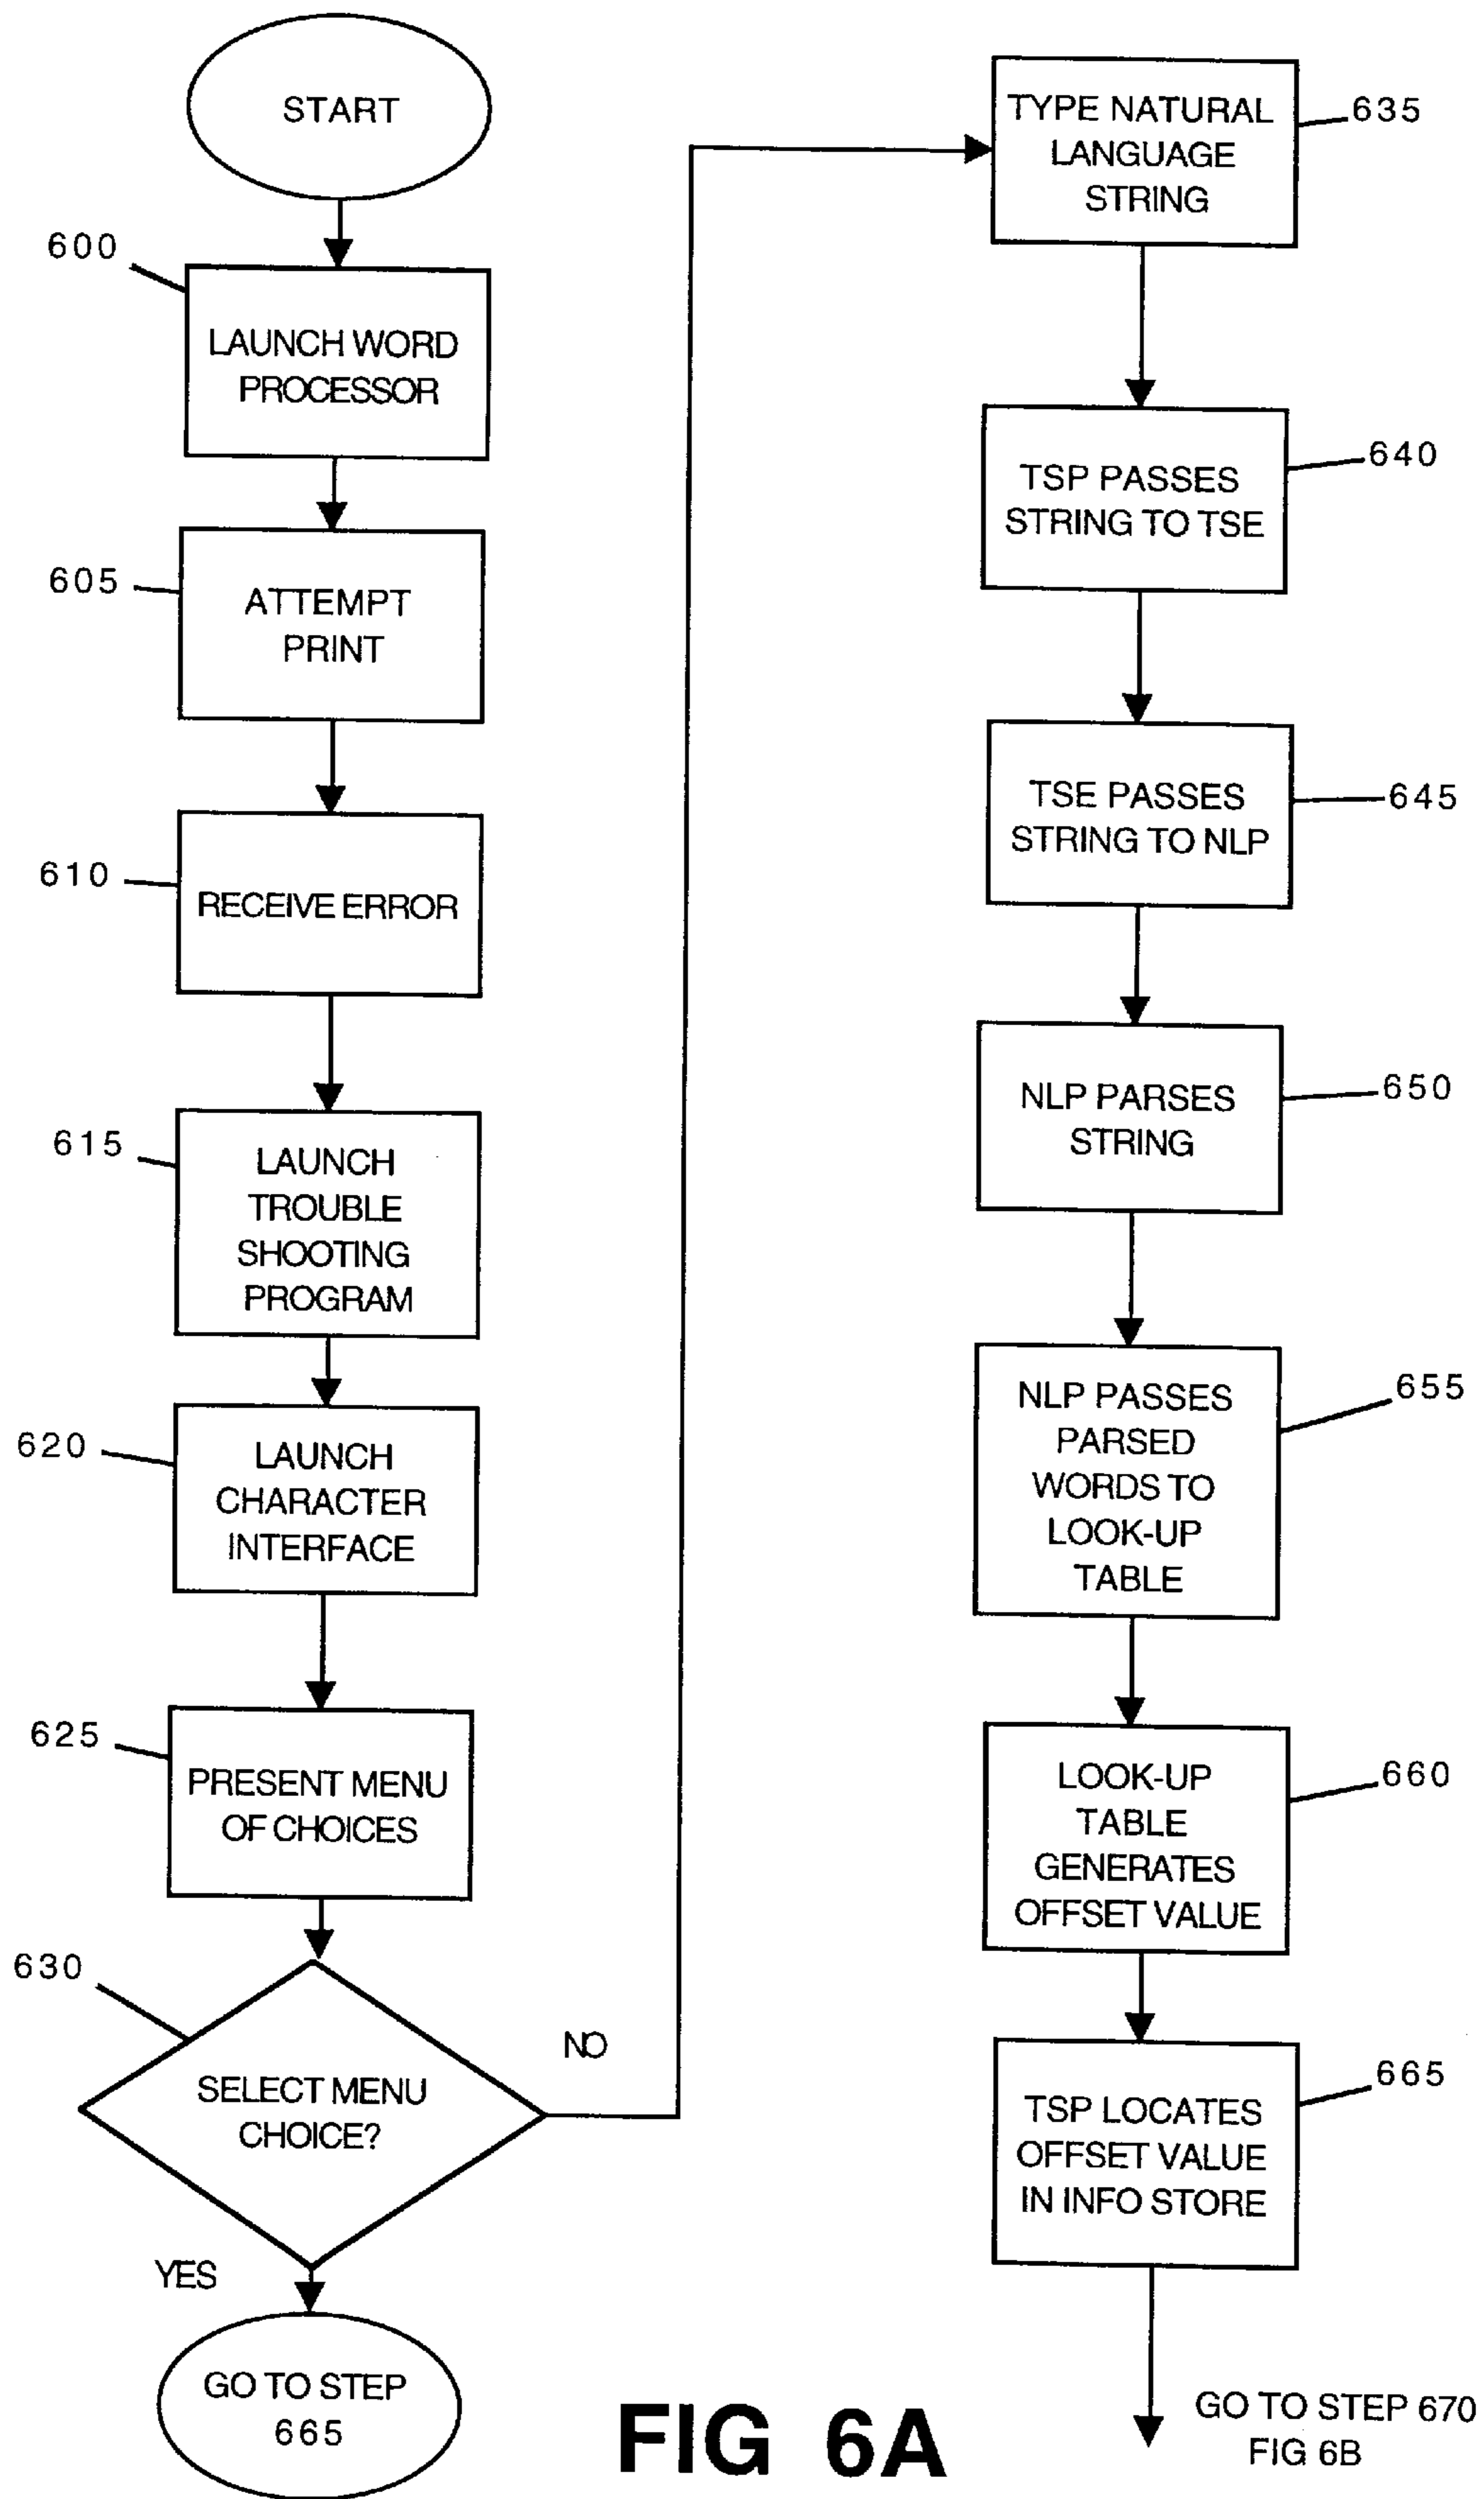 START
600
LAUNCH WORD
PROCESSOR
605
ATTEMPT
PRINT
610
RECEIVE ERROR
615
LAUNCH
TROUBLE
SHOOTING
PROGRAM
620
LAUNCH
CHARACTER
INTERFACE
625
PRESENT MENU
OF CHOICES
630
SELECT MENU
CHOICE?
NO
YES
GO TO STEP
665
TYPE NATURAL
LANGUAGE
STRING
635
TSP PASSES
STRING TO TSE
640
TSE PASSES
STRING TO NLP
645
NLP PARSES
STRING
650
NLP PASSES
PARSED
WORDS TO
LOOK-UP
TABLE
655
LOOK-UP
TABLE
GENERATES
OFFSET VALUE
660
TSP LOCATES
OFFSET VALUE
IN INFO STORE
665
GO TO STEP 670
FIG 6B
FIG 6A